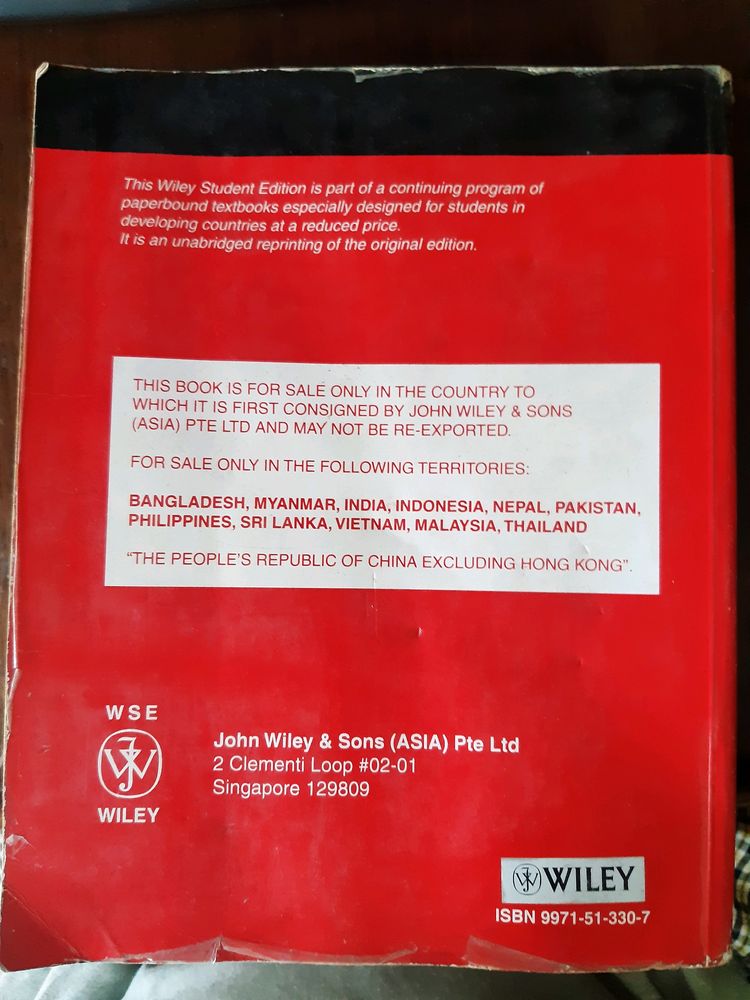 This Wiley Student Edition is part of a continuing program of
paperbound textbooks especially designed for students in
developing countries at a reduced price.
It is an unabridged reprinting of the original edition.
THIS BOOK IS FOR SALE ONLY IN THE COUNTRY TO
WHICH IT IS FIRST CONSIGNED BY JOHN WILEY & SONS
(ASIA) PTE LTD AND MAY NOT BE RE-EXPORTED.
FOR SALE ONLY IN THE FOLLOWING TERRITORIES:
BANGLADESH, MYANMAR, INDIA, INDONESIA, NEPAL, PAKISTAN,
PHILIPPINES, SRI LANKA, VIETNAM, MALAYSIA, THAILAND
“THE PEOPLE'S REPUBLIC OF CHINA EXCLUDING HONG KONG”.
WSE
JW
WILEY
John Wiley & Sons (ASIA) Pte Ltd
2 Clementi Loop #02-01
Singapore 129809
JW WILEY
ISBN 9971-51-330-7